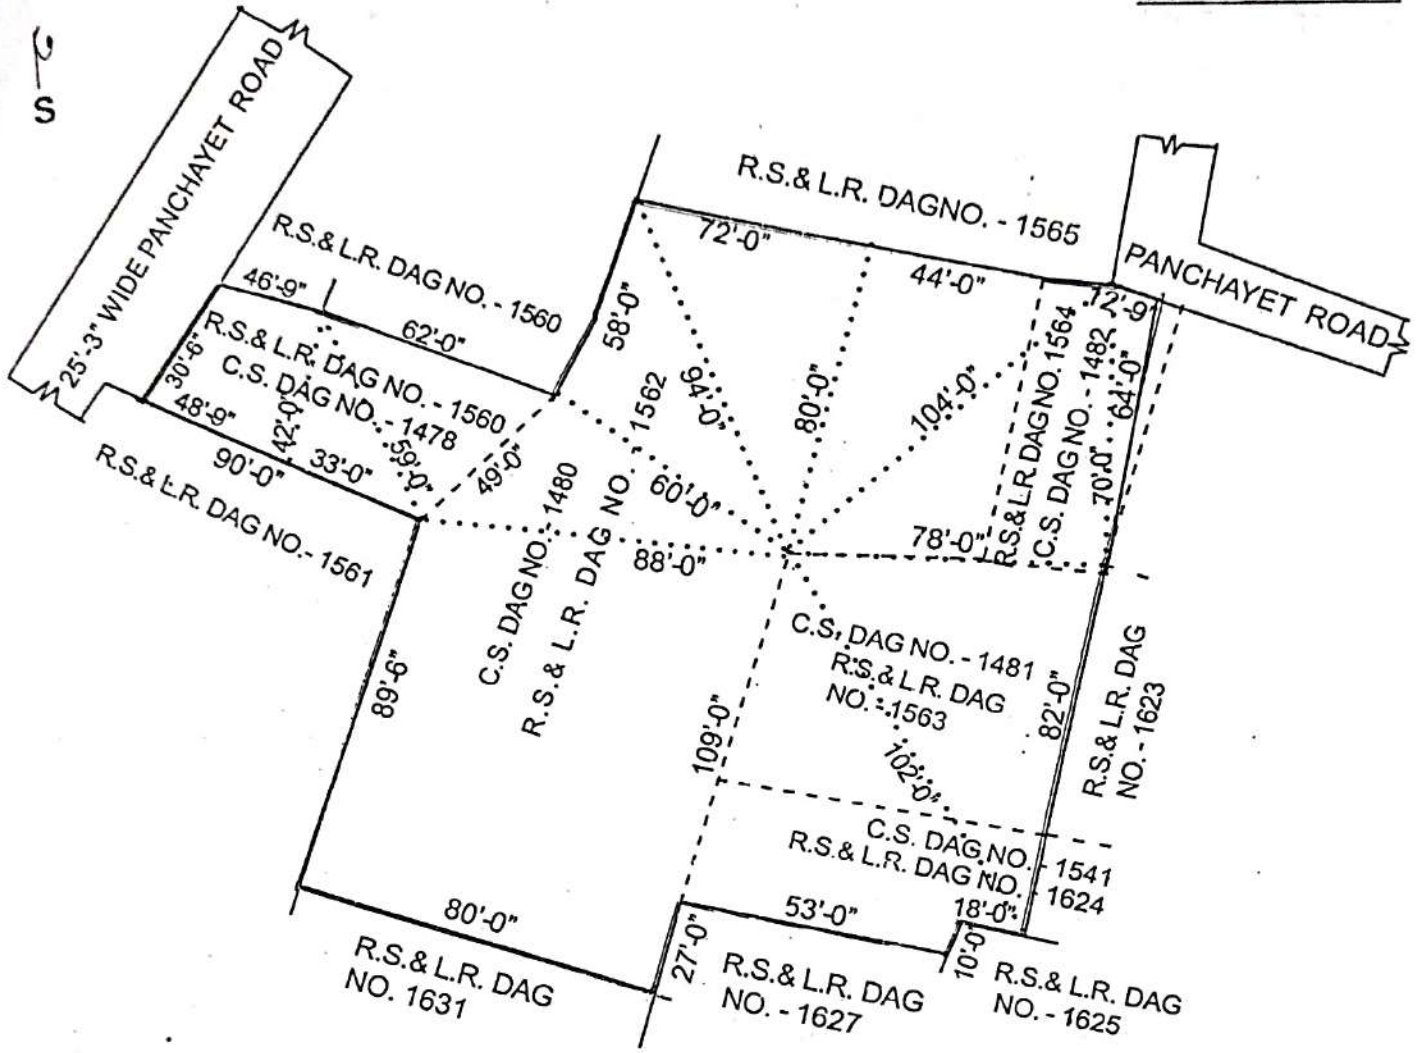 S
25'-3" WIDE PANCHAYET ROAD
R.S.& L.R. DAGNO. - 1565
PANCHAYET ROAD
R.S.& L.R. DAG NO. - 1560
46'-9"
62'-0"
58'-0"
72'-0"
44'-0"
12'-9"
30'-6"
R.S.& L.R. DAG NO. - 1560
C.S. DAG NO. - 1478
48'-9"
42'-0"
59'-0"
49'-0"
90'-0"
33'-0"
R.S.& L.R. DAG NO.- 1561
94'-0"
80'-0"
104'-0"
R.S.& L.R. DAG NO. 1564
C.S. DAG NO. - 1482
64'-0"
70'-0"
60'-0"
88'-0"
78'-0"
C.S. DAG NO. - 1480
R.S.& L.R. DAG NO. 1562
89'-6"
109'-0"
C.S. DAG NO. - 1481
R.S.& L.R. DAG
NO. - 1563
102'-0"
82'-0"
R.S.& L.R. DAG
NO. - 1623
C.S. DAG NO. - 1541
R.S.& L.R. DAG NO. - 1624
80'-0"
27'-0"
53'-0"
18'-0"
10'-0"
R.S.& L.R. DAG
NO. 1631
R.S.& L.R. DAG
NO. - 1627
R.S.& L.R. DAG
NO. - 1625